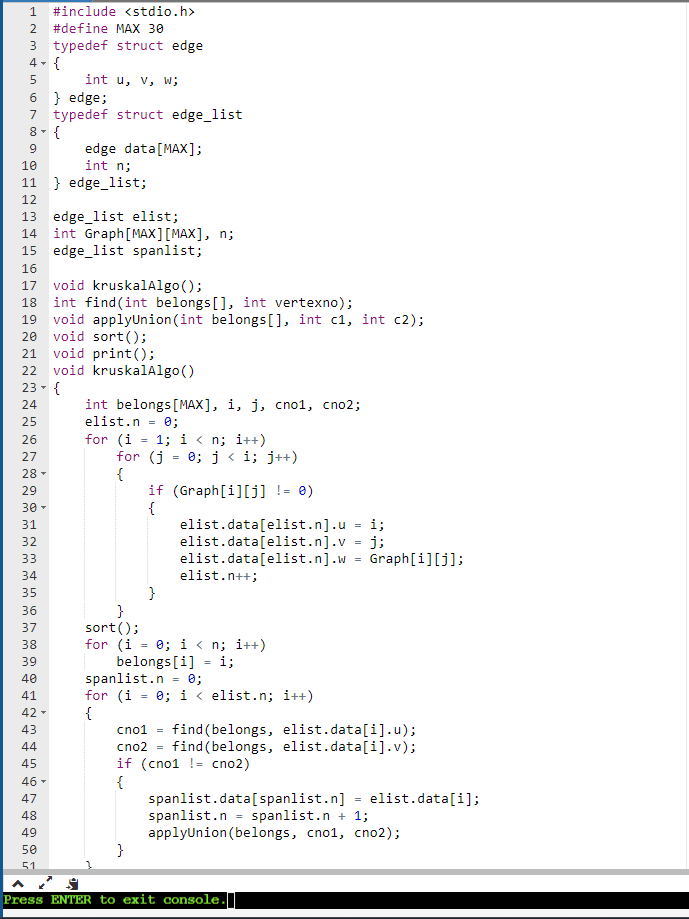 1 #include <stdio.h>
2 #define MAX 30
3 typedef struct edge
4 {
5     int u, v, w;
6 } edge;
7 typedef struct edge_list
8 {
9     edge data[MAX];
10     int n;
11 } edge_list;
12
13 edge_list elist;
14 int Graph[MAX][MAX], n;
15 edge_list spanlist;
16
17 void kruskalAlgo();
18 int find(int belongs[], int vertexno);
19 void applyUnion(int belongs[], int c1, int c2);
20 void sort();
21 void print();
22 void kruskalAlgo()
23 {
24     int belongs[MAX], i, j, cno1, cno2;
25     elist.n = 0;
26     for (i = 1; i < n; i++)
27         for (j = 0; j < i; j++)
28         {
29             if (Graph[i][j] != 0)
30             {
31                 elist.data[elist.n].u = i;
32                 elist.data[elist.n].v = j;
33                 elist.data[elist.n].w = Graph[i][j];
34                 elist.n++;
35             }
36         }
37     sort();
38     for (i = 0; i < n; i++)
39         belongs[i] = i;
40     spanlist.n = 0;
41     for (i = 0; i < elist.n; i++)
42     {
43         cno1 = find(belongs, elist.data[i].u);
44         cno2 = find(belongs, elist.data[i].v);
45         if (cno1 != cno2)
46         {
47             spanlist.data[spanlist.n] = elist.data[i];
48             spanlist.n = spanlist.n + 1;
49             applyUnion(belongs, cno1, cno2);
50         }
51     }
Press ENTER to exit console.